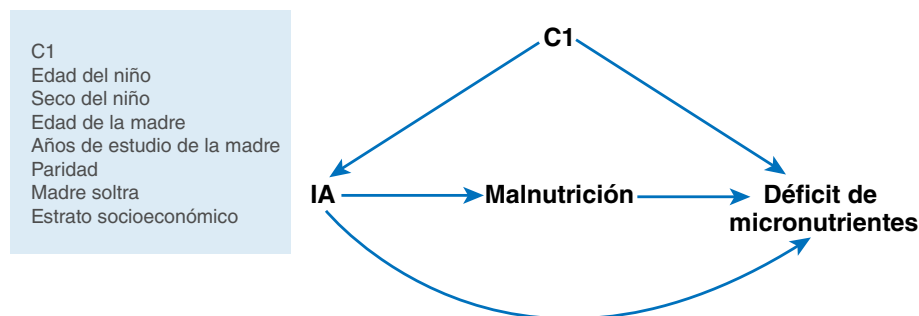 C1
Edad del niño
Seco del niño
Edad de la madre
Años de estudio de la madre
Paridad
Madre soltra
Estrato socioeconómico
C1
IA
Malnutrición
Déficit de
micronutrientes